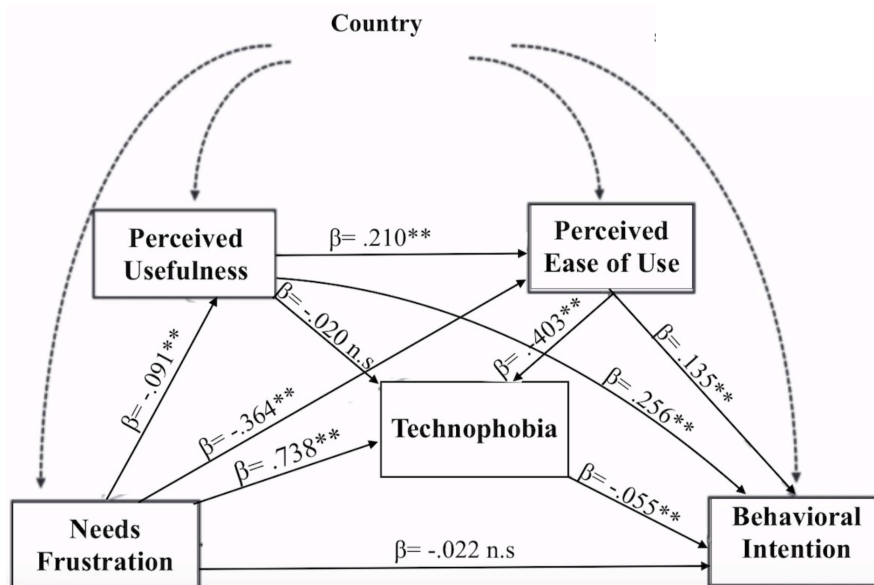 Country
Perceived
Usefulness
β= .210**
Perceived
Ease of Use
β= -.020 n.s
β= -.403**
β= .135**
β= -.091**
β= -.364**
β= .256**
β= .738**
Technophobia
β= -.055**
Needs
Frustration
β= -.022 n.s
Behavioral
Intention